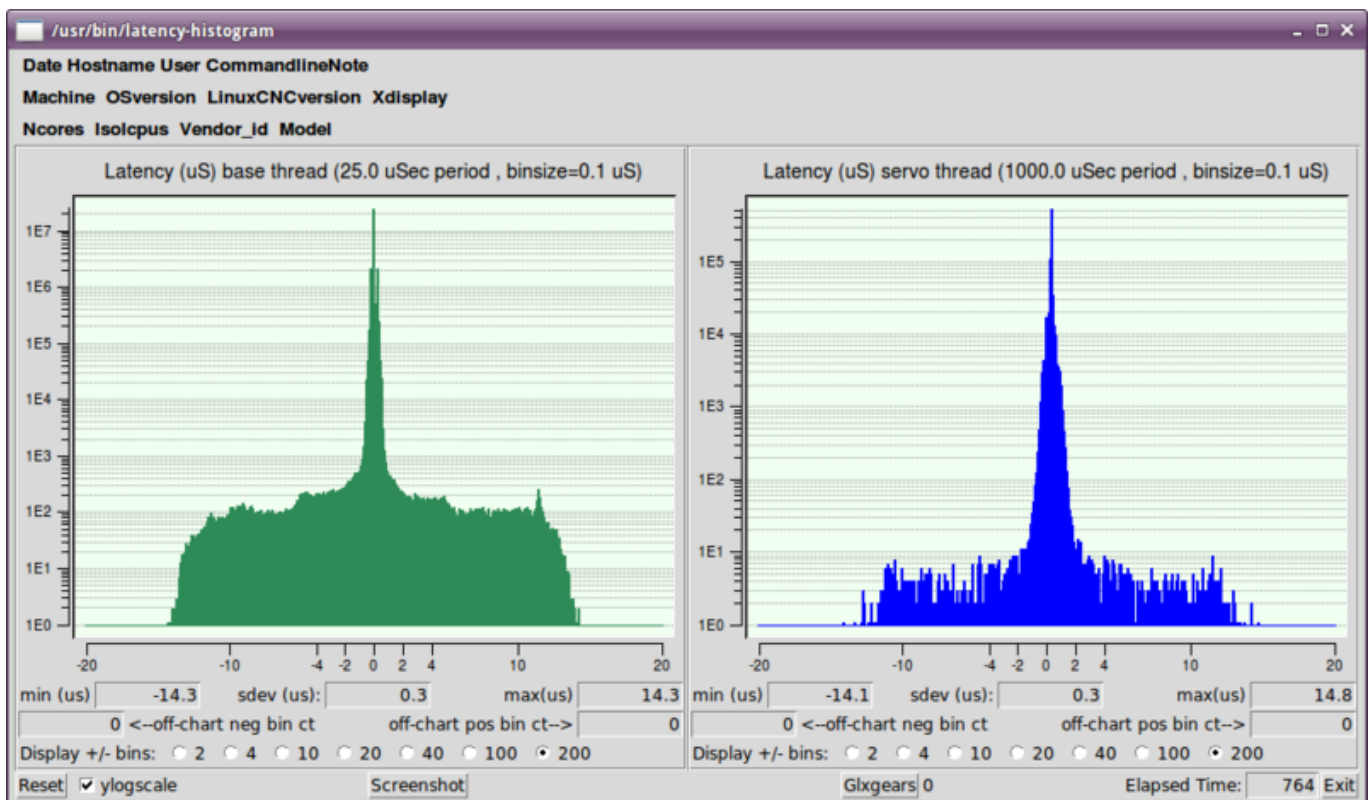 /usr/bin/latency-histogram
Date Hostname User CommandlineNote
Machine OSversion LinuxCNCversion Xdisplay
Ncores Isolcpus Vendor_id Model
Latency (uS) base thread (25.0 uSec period , binsize=0.1 uS)
1E7
1E6
1E5
1E4
1E3
1E2
1E1
1E0
-20 -10 -4 -2 0 2 4 10 20
min (us) -14.3 sdev (us): 0.3 max(us) 14.3
0 <--off-chart neg bin ct off-chart pos bin ct--> 0
Display +/- bins: 2 4 10 20 40 100 200
Latency (uS) servo thread (1000.0 uSec period , binsize=0.1 uS)
1E5
1E4
1E3
1E2
1E1
1E0
-20 -10 -4 -2 0 2 4 10 20
min (us) -14.1 sdev (us): 0.3 max(us) 14.8
0 <--off-chart neg bin ct off-chart pos bin ct--> 0
Display +/- bins: 2 4 10 20 40 100 200
Reset ylogscale Screenshot Glxgears 0 Elapsed Time: 764 Exit